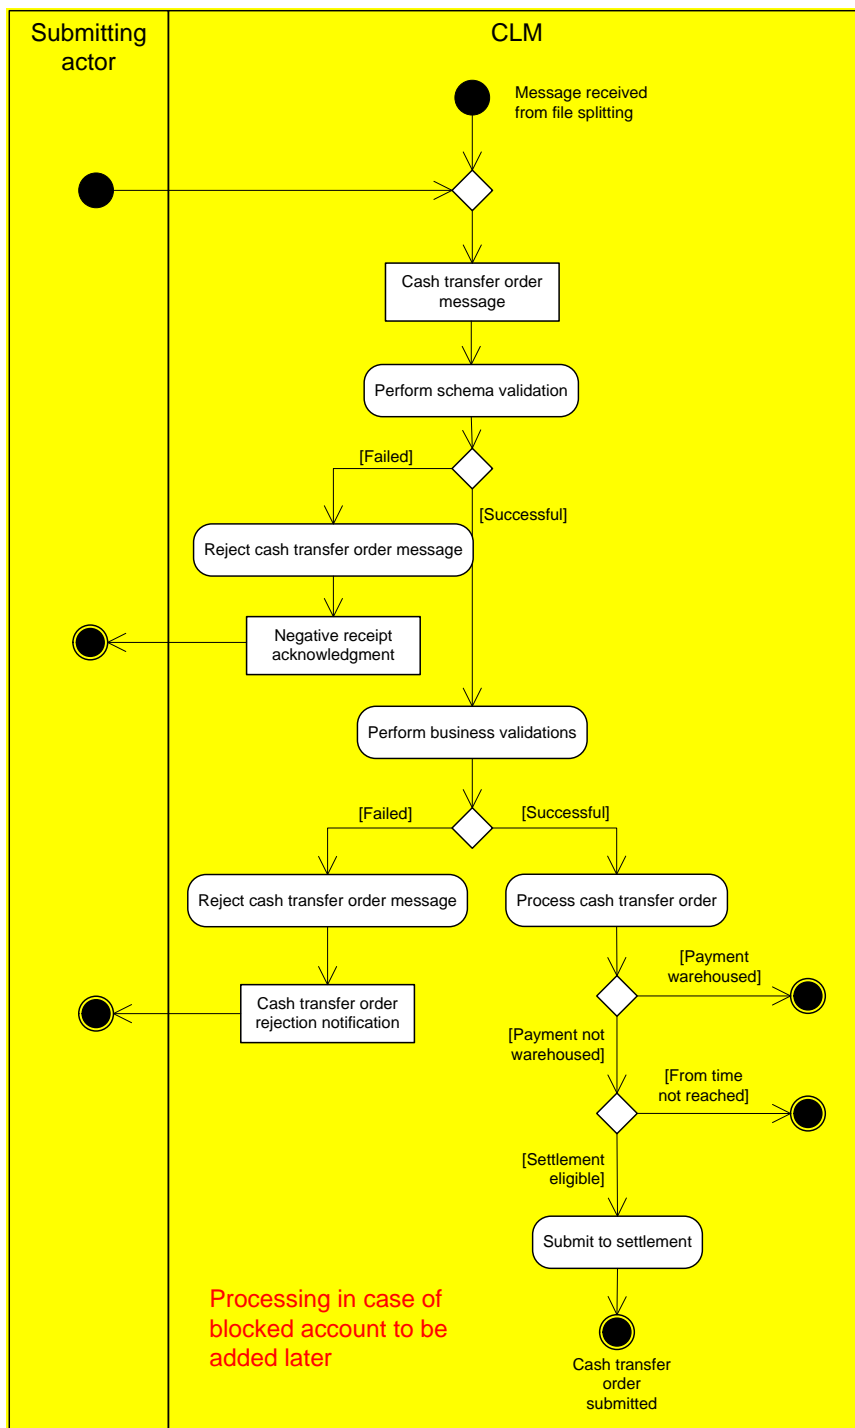 Submitting
actor
CLM
Message received
from file splitting
Cash transfer order
message
Perform schema validation
[Failed]
[Successful]
Reject cash transfer order message
Negative receipt
acknowledgment
Perform business validations
[Failed]
[Successful]
Reject cash transfer order message
Process cash transfer order
[Payment
warehoused]
Cash transfer order
rejection notification
[Payment not
warehoused]
[From time
not reached]
[Settlement
eligible]
Submit to settlement
Processing in case of
blocked account to be
added later
Cash transfer
order
submitted